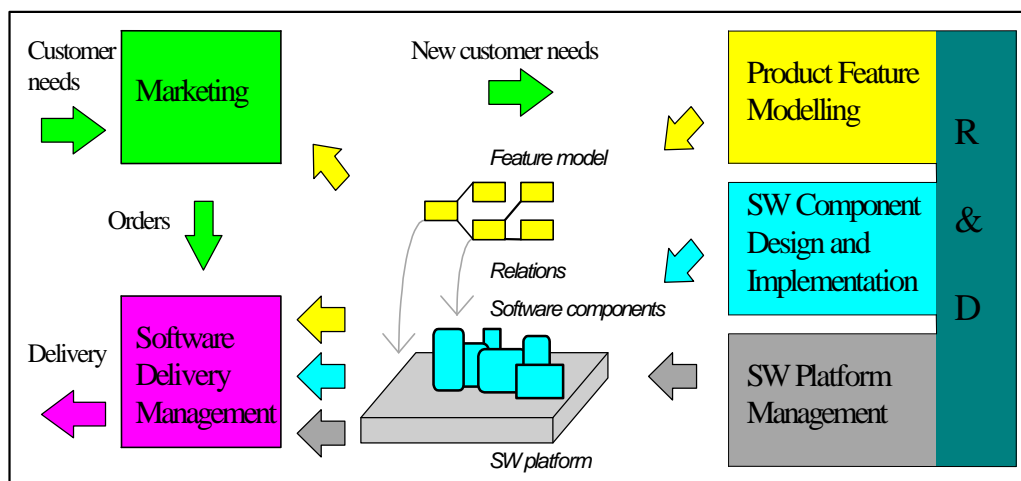 Customer
needs
Marketing
New customer needs
Product Feature
Modelling
R
&
D
Feature model
Orders
SW Component
Design and
Implementation
Relations
Software components
Delivery
Software
Delivery
Management
SW Platform
Management
SW platform